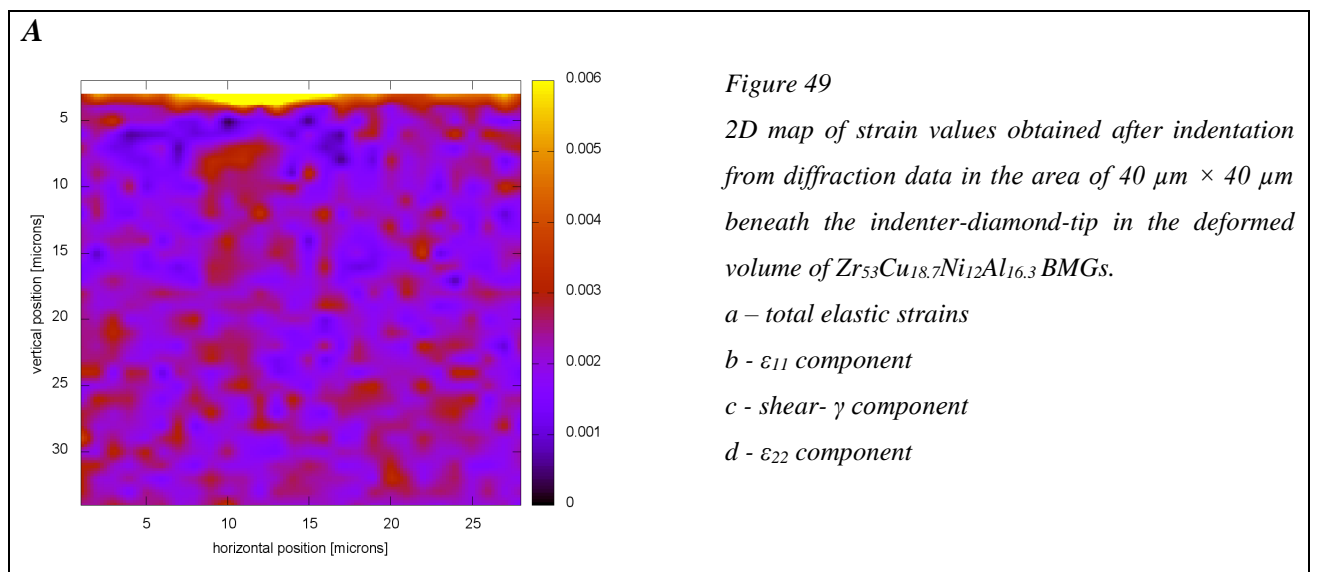 A
0.006
0.005
0.004
0.003
0.002
0.001
0
5
10
15
20
25
30
vertical position [microns]
5
10
15
20
25
horizontal position [microns]
Figure 49
2D map of strain values obtained after indentation
from diffraction data in the area of 40 µm × 40 µm
beneath the indenter-diamond-tip in the deformed
volume of Zr₅₃Cu₁₈.₇Ni₁₂Al₁₆.₃ BMGs.
a – total elastic strains
b - ε₁₁ component
c - shear- γ component
d - ε₂₂ component